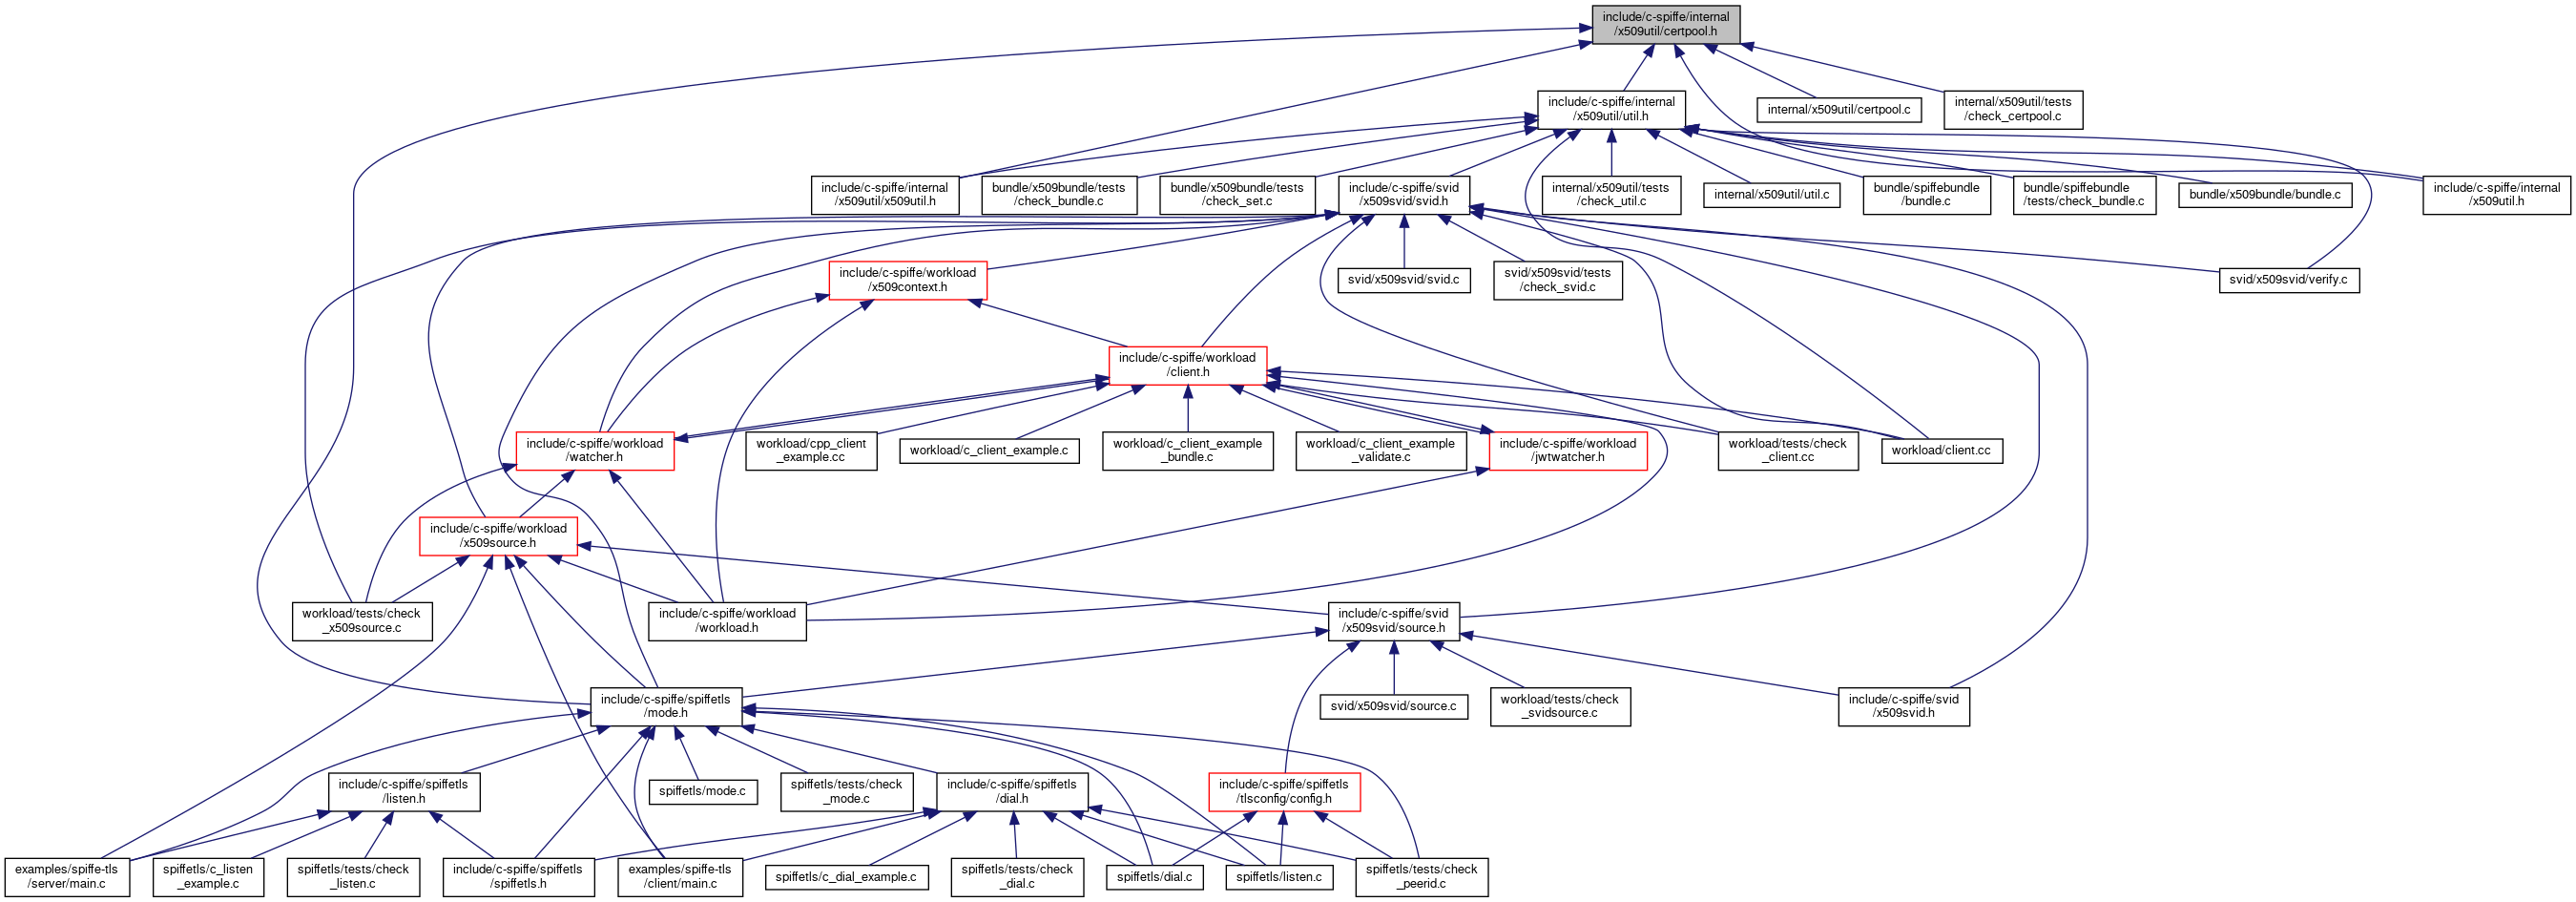 include/c-spiffe/internal
/x509util/certpool.h
include/c-spiffe/internal
/x509util/util.h
internal/x509util/certpool.c
internal/x509util/tests
/check_certpool.c
include/c-spiffe/internal
/x509util/x509util.h
bundle/x509bundle/tests
/check_bundle.c
bundle/x509bundle/tests
/check_set.c
include/c-spiffe/svid
/x509svid/svid.h
internal/x509util/tests
/check_util.c
internal/x509util/util.c
bundle/spiffebundle
/bundle.c
bundle/spiffebundle
/tests/check_bundle.c
bundle/x509bundle/bundle.c
include/c-spiffe/internal
/x509util.h
include/c-spiffe/workload
/x509context.h
svid/x509svid/svid.c
svid/x509svid/tests
/check_svid.c
svid/x509svid/verify.c
include/c-spiffe/workload
/client.h
include/c-spiffe/workload
/watcher.h
workload/cpp_client
_example.cc
workload/c_client_example.c
workload/c_client_example
_bundle.c
workload/c_client_example
_validate.c
include/c-spiffe/workload
/jwtwatcher.h
workload/tests/check
_client.cc
workload/client.cc
include/c-spiffe/workload
/x509source.h
workload/tests/check
_x509source.c
include/c-spiffe/workload
/workload.h
include/c-spiffe/svid
/x509svid/source.h
include/c-spiffe/spiffetls
/mode.h
svid/x509svid/source.c
workload/tests/check
_svidsource.c
include/c-spiffe/svid
/x509svid.h
include/c-spiffe/spiffetls
/listen.h
spiffetls/mode.c
spiffetls/tests/check
_mode.c
include/c-spiffe/spiffetls
/dial.h
include/c-spiffe/spiffetls
/tlsconfig/config.h
examples/spiffe-tls
/server/main.c
spiffetls/c_listen
_example.c
spiffetls/tests/check
_listen.c
include/c-spiffe/spiffetls
/spiffetls.h
examples/spiffe-tls
/client/main.c
spiffetls/c_dial_example.c
spiffetls/tests/check
_dial.c
spiffetls/dial.c
spiffetls/listen.c
spiffetls/tests/check
_peerid.c